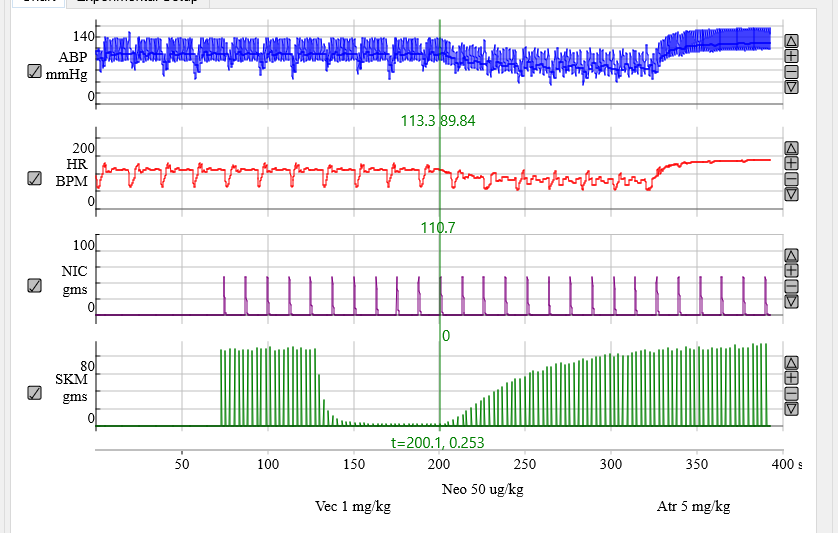 Chart Experimental Setup
140
ABP
mmHg
0
113.3 89.84
200
HR
BPM
0
110.7
100
NIC
gms
0
0
80
SKM
gms
0
t=200.1, 0.253
50 100 150 200 250 300 350 400 s
Neo 50 ug/kg
Vec 1 mg/kg Atr 5 mg/kg